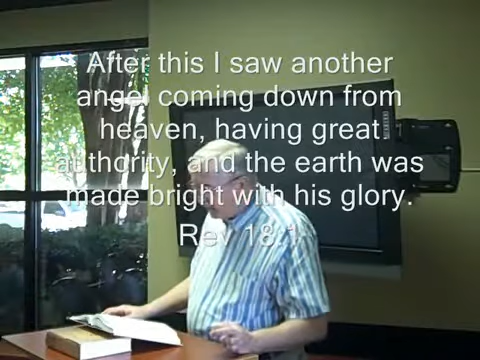 After this I saw another
angel coming down from
heaven, having great
authority, and the earth was
made bright with his glory.
Rev 18:1